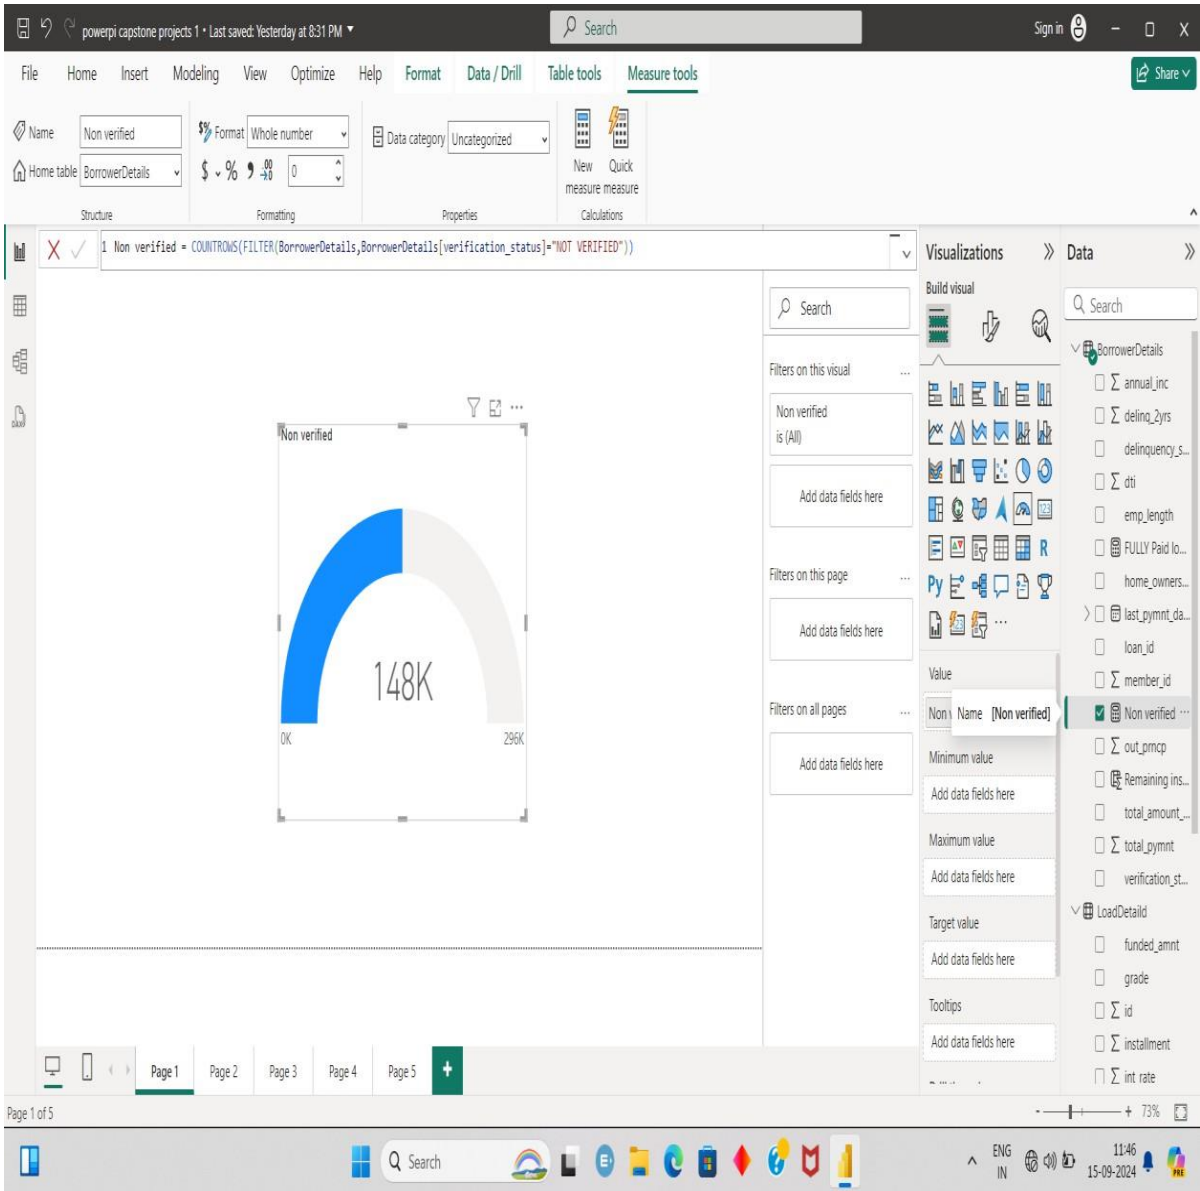 powerpi capstone projects 1 • Last saved: Yesterday at 8:31 PM
Search
Sign in
File Home Insert Modeling View Optimize Help Format Data / Drill Table tools Measure tools
Share
Name Non verified
Format Whole number
Data category Uncategorized
Home table BorrowerDetails
$ % 9 .00 0
New measure
Quick measure
Structure Formatting Properties Calculations
1 Non verified = COUNTROWS(FILTER(BorrowerDetails,BorrowerDetails[verification_status]="NOT VERIFIED"))
Non verified
148K
0K 296K
Search
Filters on this visual ...
Non verified
is (All)
Add data fields here
Filters on this page ...
Add data fields here
Filters on all pages ...
Add data fields here
Visualizations
Build visual
123
R
Py
Value
Non
Name [Non verified]
Minimum value
Add data fields here
Maximum value
Add data fields here
Target value
Add data fields here
Tooltips
Add data fields here
Data
Search
BorrowerDetails
annual_inc
delinq_2yrs
delinquency_s...
dti
emp_length
FULLY Paid lo...
home_owners...
last_pymnt_da...
loan_id
member_id
Non verified ...
out_prncp
Remaining ins...
total_amount_...
total_pymnt
verification_st...
LoadDetaild
funded_amnt
grade
id
installment
int rate
Page 1 Page 2 Page 3 Page 4 Page 5 +
Page 1 of 5
- + 73%
Search
ENG
IN
11:46
15-09-2024
PRE